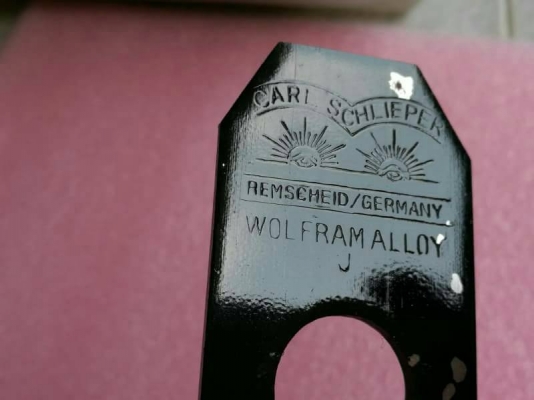 CARL SCHLIEPER
REMSCHEID/GERMANY
WOLFRAM ALLOY
J